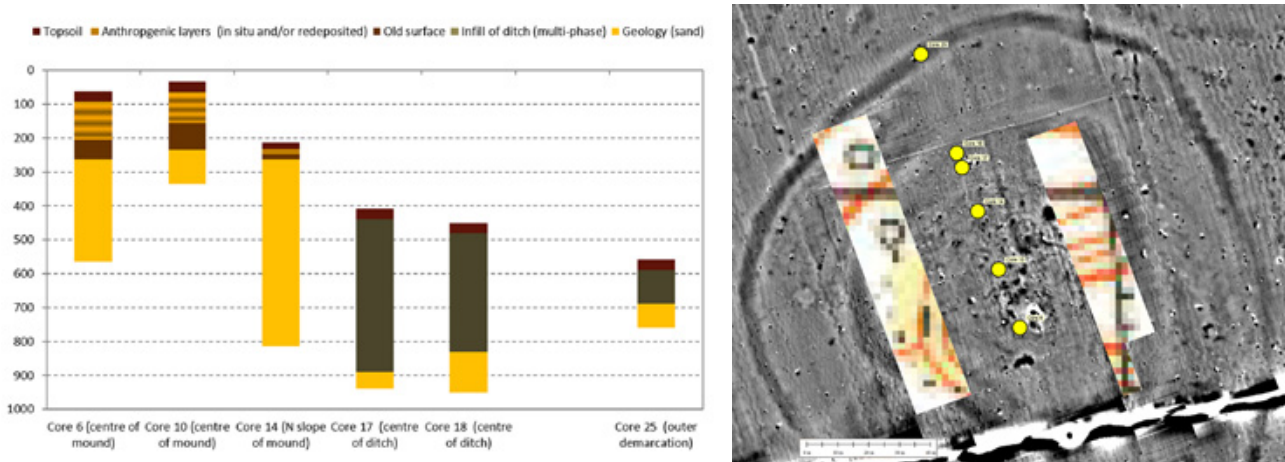 Topsoil Anthropgenic layers (in situ and/or redeposited) Old surface Infill of ditch (multi-phase) Geology (sand)
0
100
200
300
400
500
600
700
800
900
1000
Core 6 (centre of mound)
Core 10 (centre of mound)
Core 14 (N slope of mound)
Core 17 (centre of ditch)
Core 18 (centre of ditch)
Core 25 (outer demarcation)